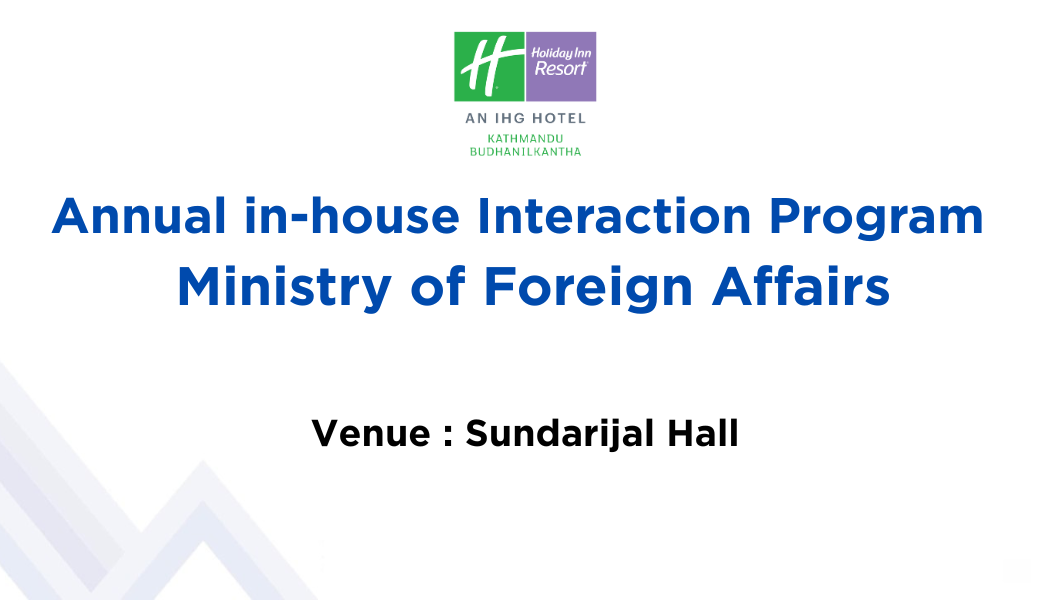 H Holiday Inn
Resort
AN IHG HOTEL
KATHMANDU
BUDHANILKANTHA
Annual in-house Interaction Program
Ministry of Foreign Affairs
Venue : Sundarijal Hall